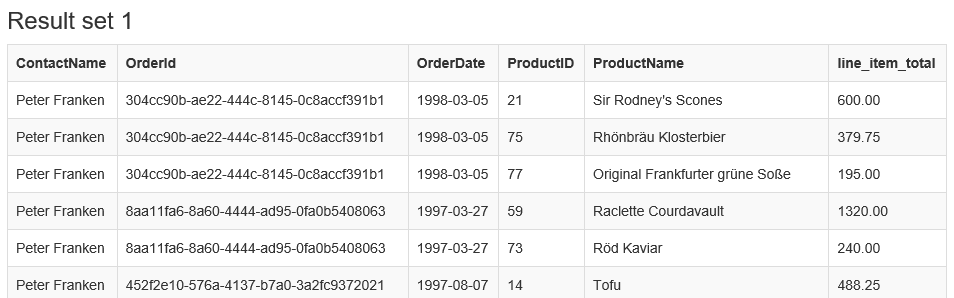 Result set 1
ContactName OrderId OrderDate ProductID ProductName line_item_total
Peter Franken 304cc90b-ae22-444c-8145-0c8accf391b1 1998-03-05 21 Sir Rodney's Scones 600.00
Peter Franken 304cc90b-ae22-444c-8145-0c8accf391b1 1998-03-05 75 Rhönbräu Klosterbier 379.75
Peter Franken 304cc90b-ae22-444c-8145-0c8accf391b1 1998-03-05 77 Original Frankfurter grüne Soße 195.00
Peter Franken 8aa11fa6-8a60-4444-ad95-0fa0b5408063 1997-03-27 59 Raclette Courdavault 1320.00
Peter Franken 8aa11fa6-8a60-4444-ad95-0fa0b5408063 1997-03-27 73 Röd Kaviar 240.00
Peter Franken 452f2e10-576a-4137-b7a0-3a2fc9372021 1997-08-07 14 Tofu 488.25